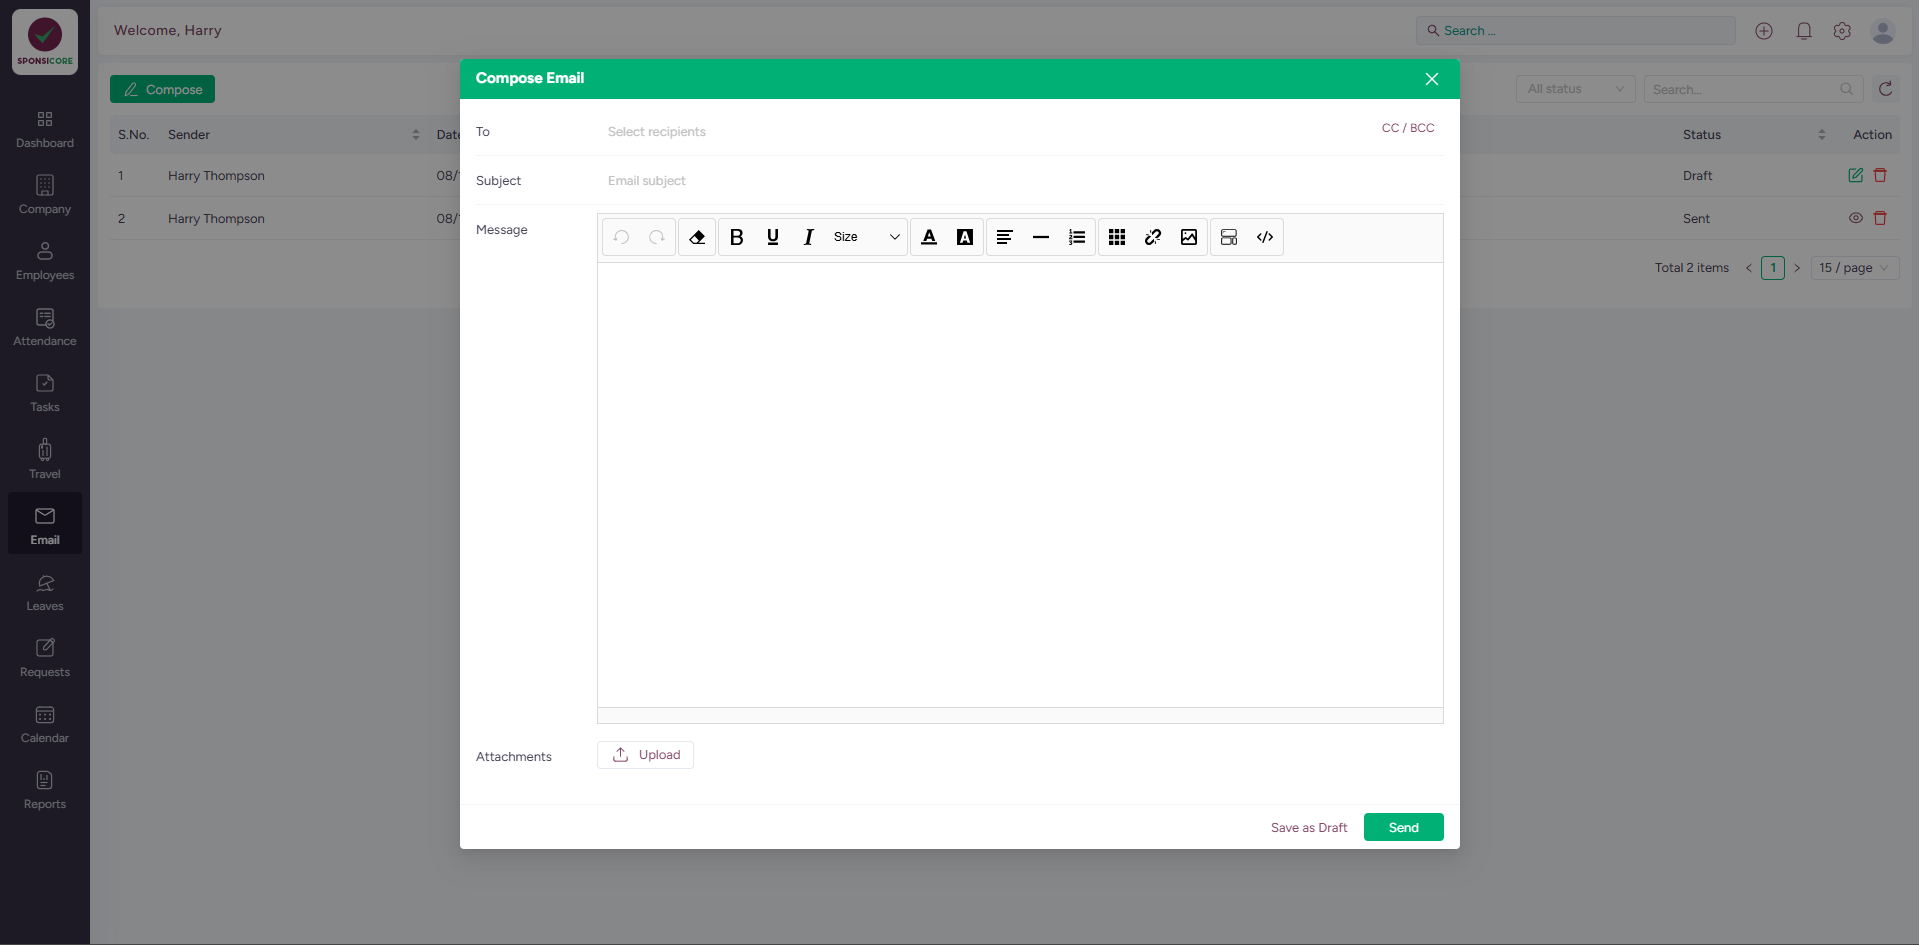 SPONSICORE
Welcome, Harry
Search ...
Dashboard
Company
Employees
Attendance
Tasks
Travel
Email
Leaves
Requests
Calendar
Reports
Compose
All status
Search...
S.No. Sender Date Status Action
1 Harry Thompson 08/1 Draft
2 Harry Thompson 08/1 Sent
Total 2 items 1 15 / page
Compose Email
To Select recipients CC / BCC
Subject Email subject
Message
Size
Attachments Upload
Save as Draft Send